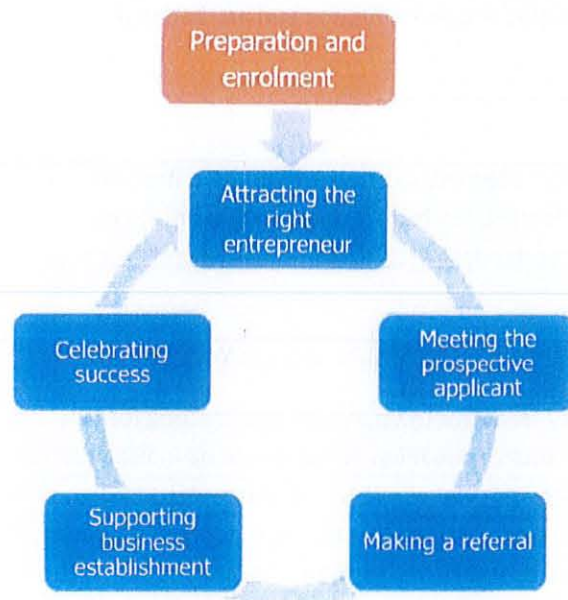 Preparation and
enrolment
Attracting the
right
entrepreneur
Meeting the
prospective
applicant
Making a referral
Supporting
business
establishment
Celebrating
success